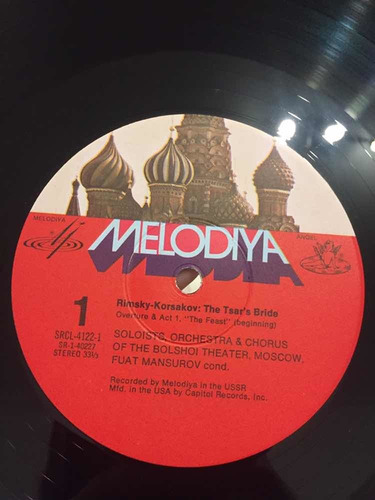 MELODIYA
ANGEL
MELODIYA
1
SRCL-4122-1
SR-1-40227
STEREO 33⅓
Rimsky-Korsakov: The Tsar's Bride
Overture & Act 1, "The Feast" (beginning)
SOLOISTS, ORCHESTRA & CHORUS
OF THE BOLSHOI THEATER, MOSCOW,
FUAT MANSUROV cond.
Recorded by Melodiya in the USSR
Mfd. in the USA by Capitol Records, Inc.